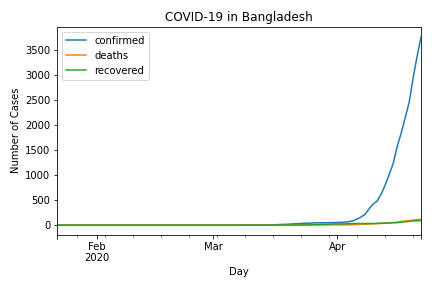 COVID-19 in Bangladesh
confirmed
deaths
recovered
3500
3000
2500
2000
1500
1000
500
0
Number of Cases
Feb
2020
Mar
Apr
Day